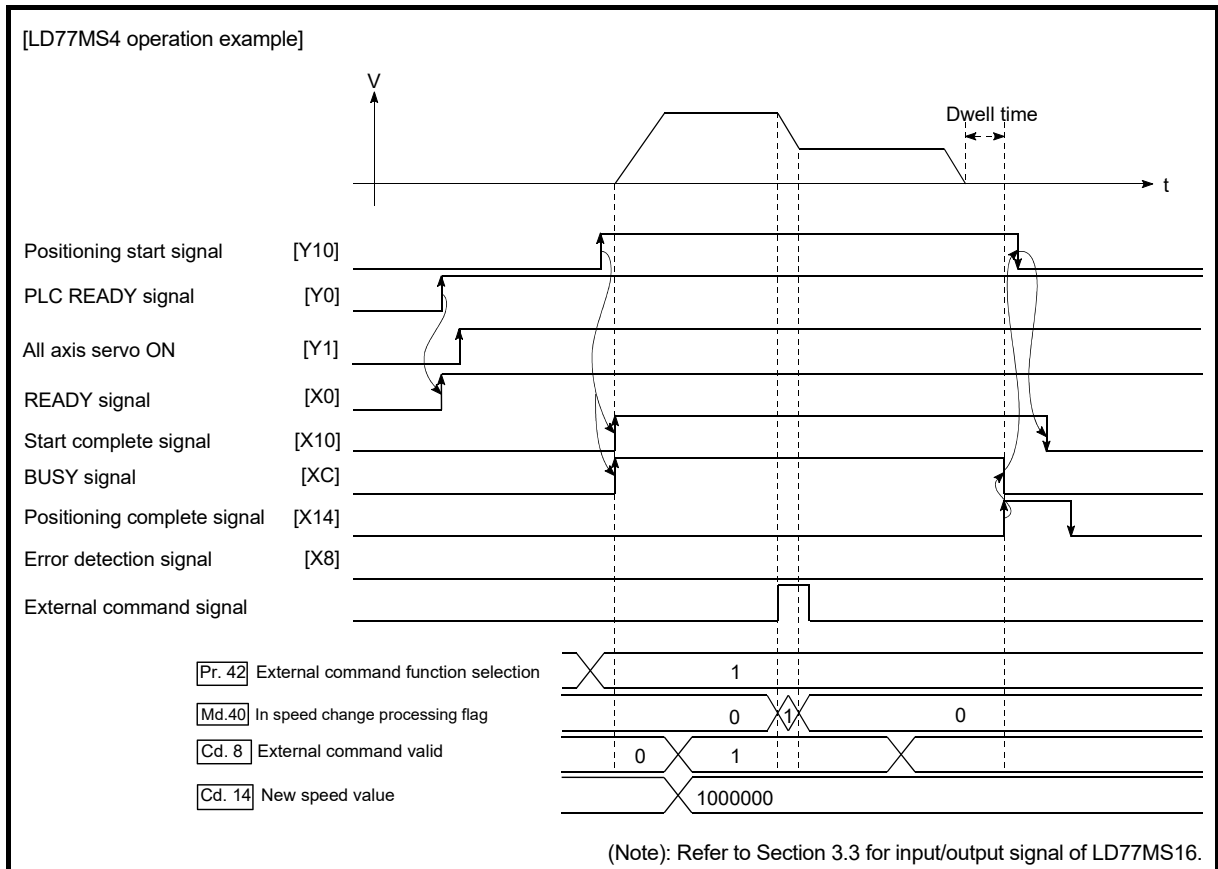 [LD77MS4 operation example]
V
Dwell time
t
Positioning start signal [Y10]
PLC READY signal [Y0]
All axis servo ON [Y1]
READY signal [X0]
Start complete signal [X10]
BUSY signal [XC]
Positioning complete signal [X14]
Error detection signal [X8]
External command signal
Pr. 42 External command function selection 1
Md.40 In speed change processing flag 0 1 0
Cd. 8 External command valid 0 1
Cd. 14 New speed value 1000000
(Note): Refer to Section 3.3 for input/output signal of LD77MS16.